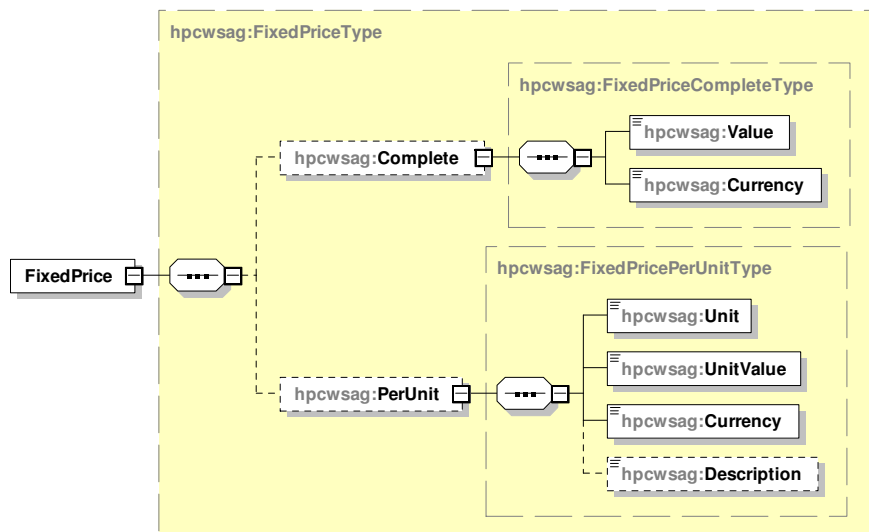 hpcwsag:FixedPriceType
hpcwsag:FixedPriceCompleteType
hpcwsag:Value
hpcwsag:Complete
hpcwsag:Currency
FixedPrice
hpcwsag:FixedPricePerUnitType
hpcwsag:Unit
hpcwsag:UnitValue
hpcwsag:PerUnit
hpcwsag:Currency
hpcwsag:Description